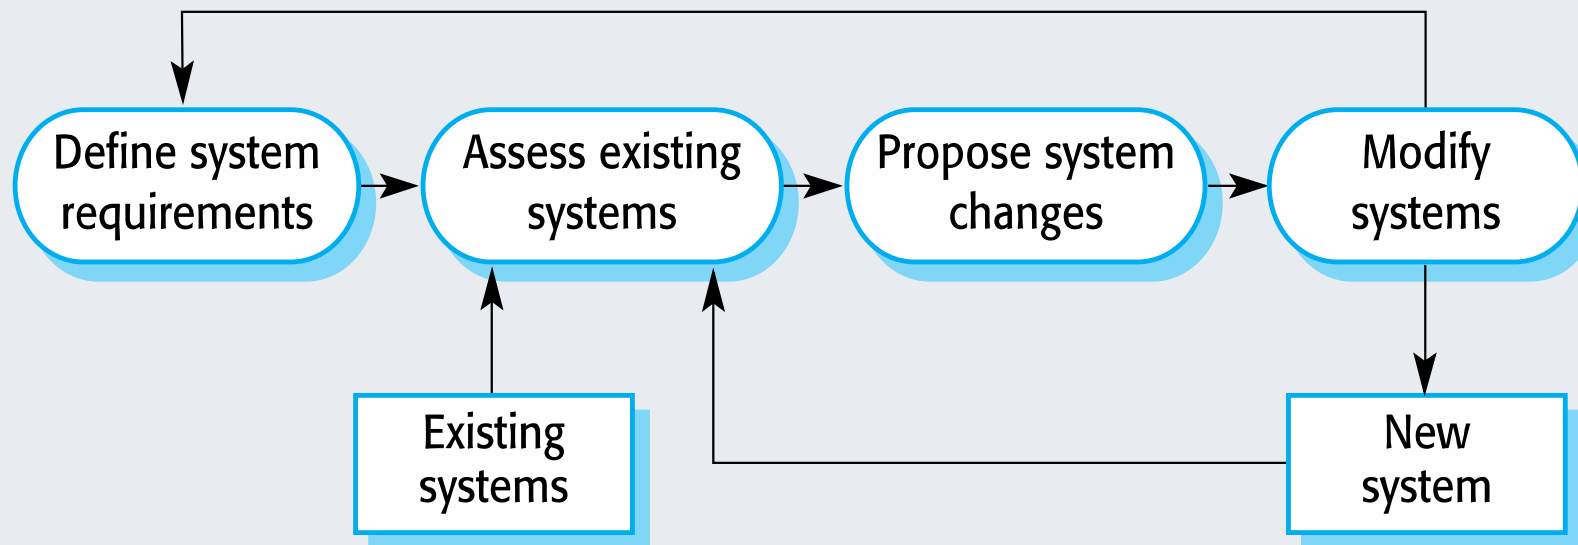 Define system
requirements
Assess existing
systems
Propose system
changes
Modify
systems
Existing
systems
New
system